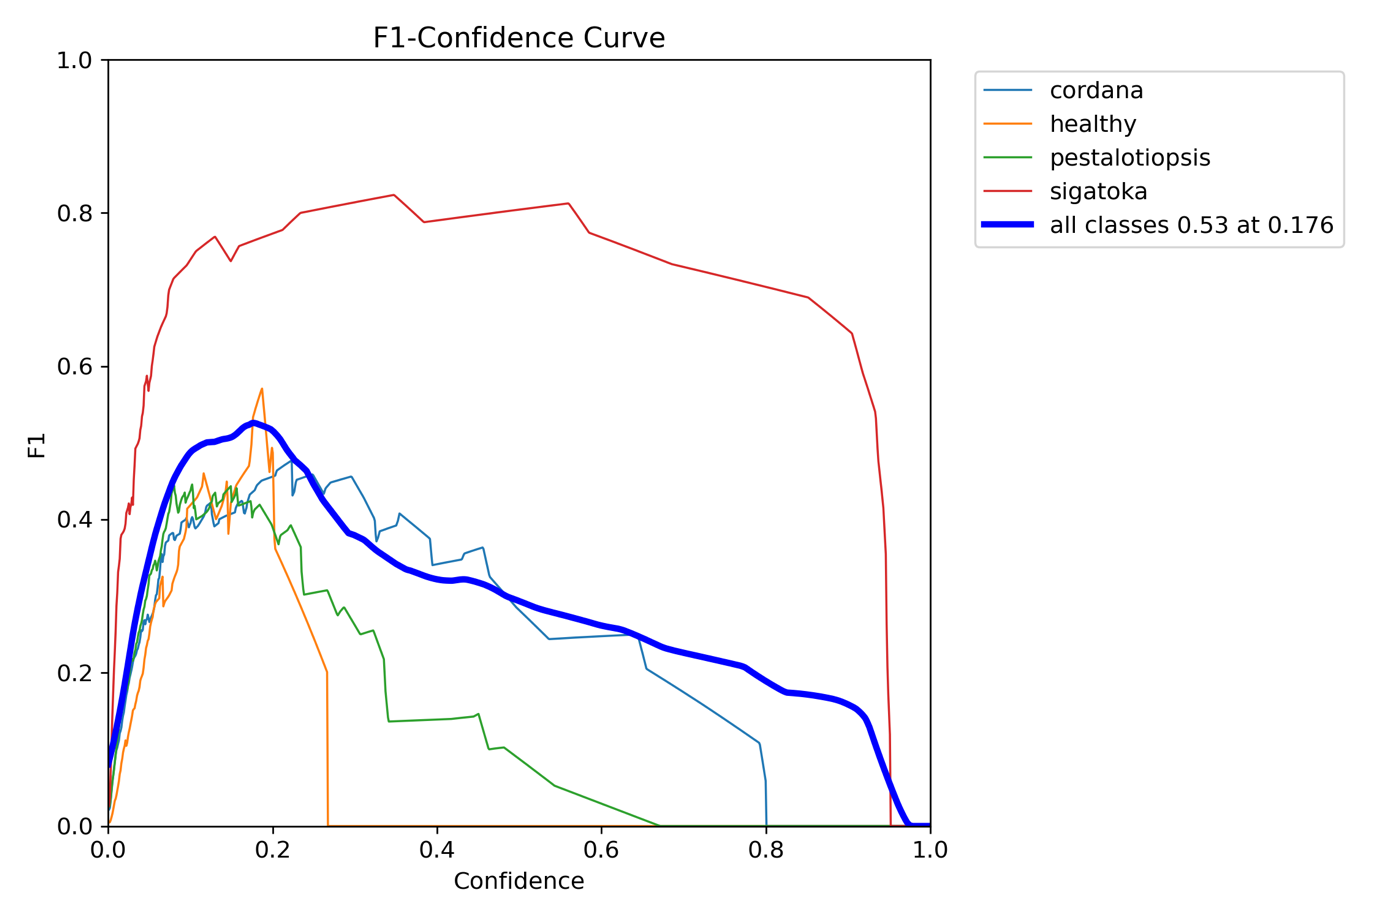 F1-Confidence Curve
1.0
0.8
0.6
0.4
0.2
0.0
F1
0.0 0.2 0.4 0.6 0.8 1.0
Confidence
cordana
healthy
pestalotiopsis
sigatoka
all classes 0.53 at 0.176